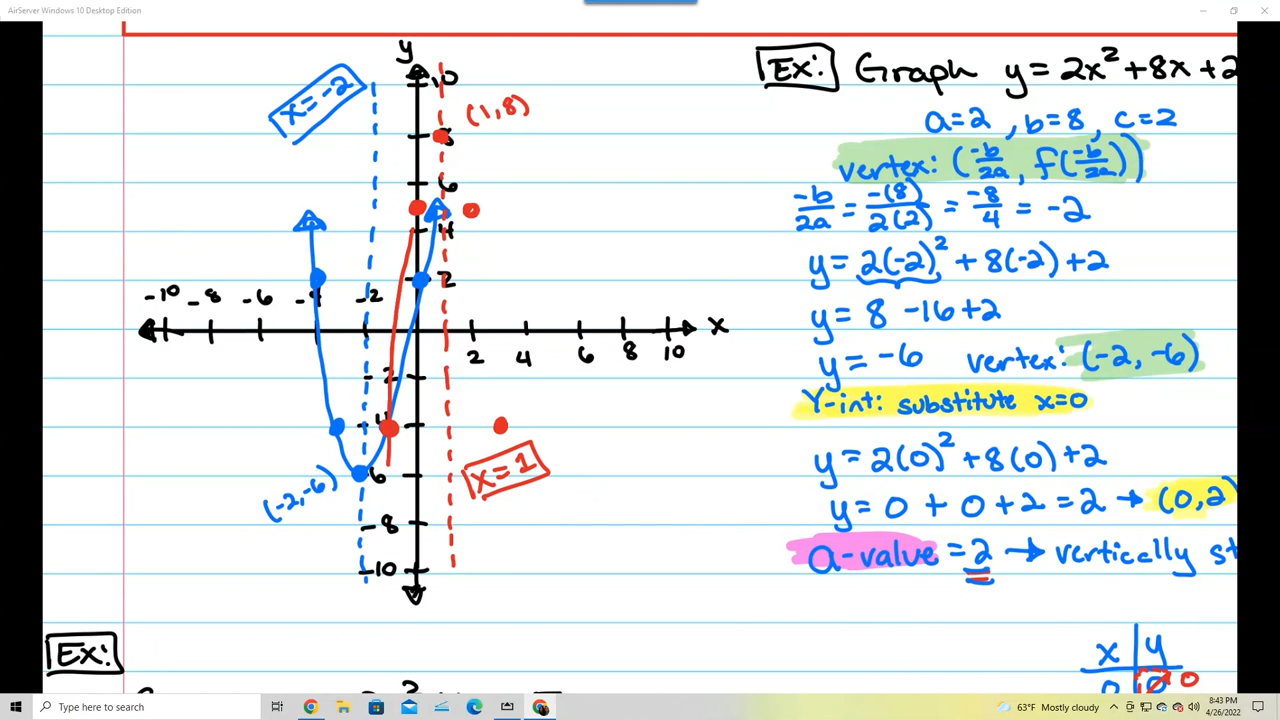 AirServer Windows 10 Desktop Edition
y
x = -2
10
(1, 8)
8
6
4
2
-10 -8 -6 -4 -2
x
2 4 6 8 10
2
4
6
(-2, -6)
x = 1
-8
-10
Ex: Graph y = 2x² + 8x + 2
a = 2 , b = 8 , c = 2
vertex: (-b/2a , f(-b/2a))
-b/2a = -(8)/2(2) = -8/4 = -2
y = 2(-2)² + 8(-2) + 2
y = 8 - 16 + 2
y = -6 vertex: (-2, -6)
Y-int: substitute x = 0
y = 2(0)² + 8(0) + 2
y = 0 + 0 + 2 = 2 → (0, 2)
a-value = 2 → vertically st
x | y
0
Ex:
Type here to search
63°F Mostly cloudy
8:43 PM
4/26/2022